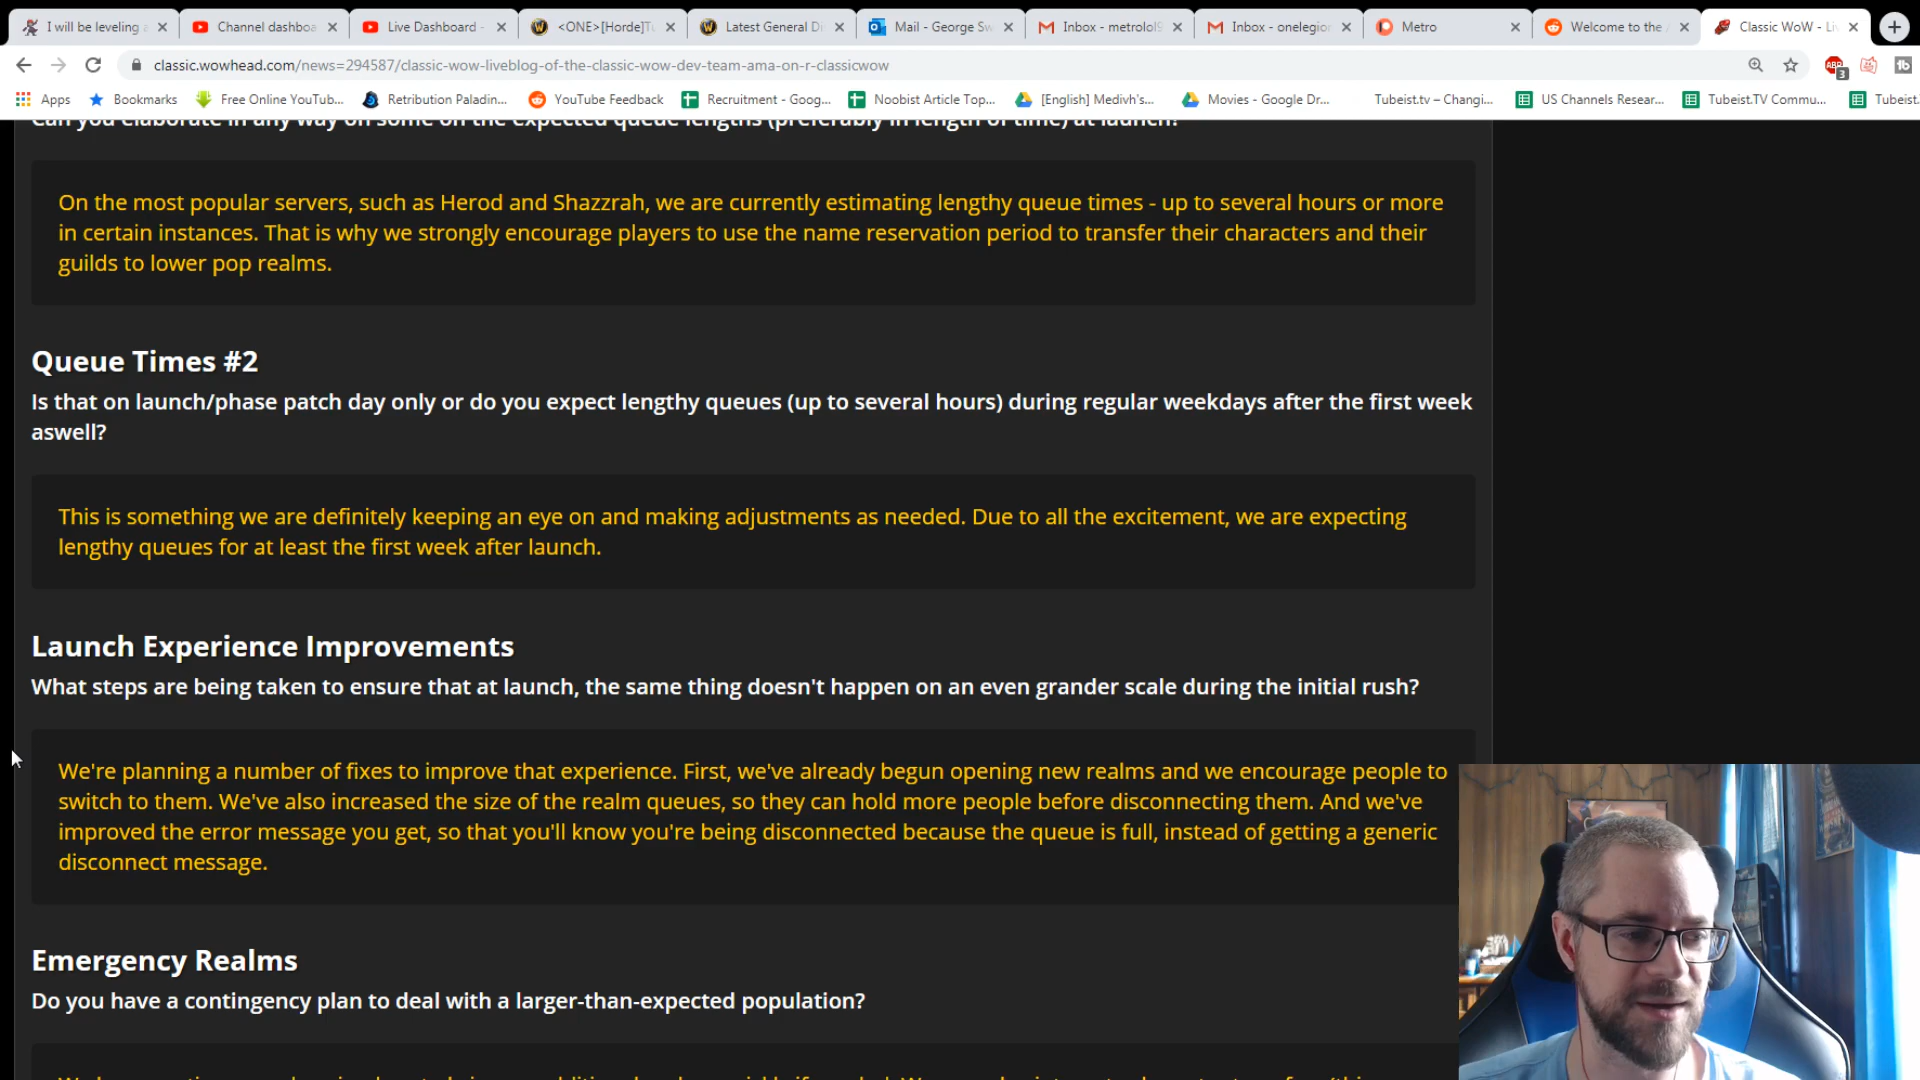 I will be leveling a
Channel dashboa
Live Dashboard -
<ONE>[Horde]
Latest General Di
Mail - George Sw
Inbox - metrolol9
Inbox - onelegion
Metro
Welcome to the
Classic WoW - Li
classic.wowhead.com/news=294587/classic-wow-liveblog-of-the-classic-wow-dev-team-ama-on-r-classicwow
ABP
3
tb
Apps
Bookmarks
Free Online YouTub...
Retribution Paladin...
YouTube Feedback
Recruitment - Goog...
Noobist Article Top...
[English] Medivh's...
Movies - Google Dr...
Tubeist.tv – Changi...
US Channels Resear...
Tubeist.TV Commu...
Tubeist.
Can you elaborate in any way on some on the expected queue lengths (preferably in length of time) at launch?
On the most popular servers, such as Herod and Shazzrah, we are currently estimating lengthy queue times - up to several hours or more
in certain instances. That is why we strongly encourage players to use the name reservation period to transfer their characters and their
guilds to lower pop realms.
Queue Times #2
Is that on launch/phase patch day only or do you expect lengthy queues (up to several hours) during regular weekdays after the first week
aswell?
This is something we are definitely keeping an eye on and making adjustments as needed. Due to all the excitement, we are expecting
lengthy queues for at least the first week after launch.
Launch Experience Improvements
What steps are being taken to ensure that at launch, the same thing doesn't happen on an even grander scale during the initial rush?
We're planning a number of fixes to improve that experience. First, we've already begun opening new realms and we encourage people to
switch to them. We've also increased the size of the realm queues, so they can hold more people before disconnecting them. And we've
improved the error message you get, so that you'll know you're being disconnected because the queue is full, instead of getting a generic
disconnect message.
Emergency Realms
Do you have a contingency plan to deal with a larger-than-expected population?